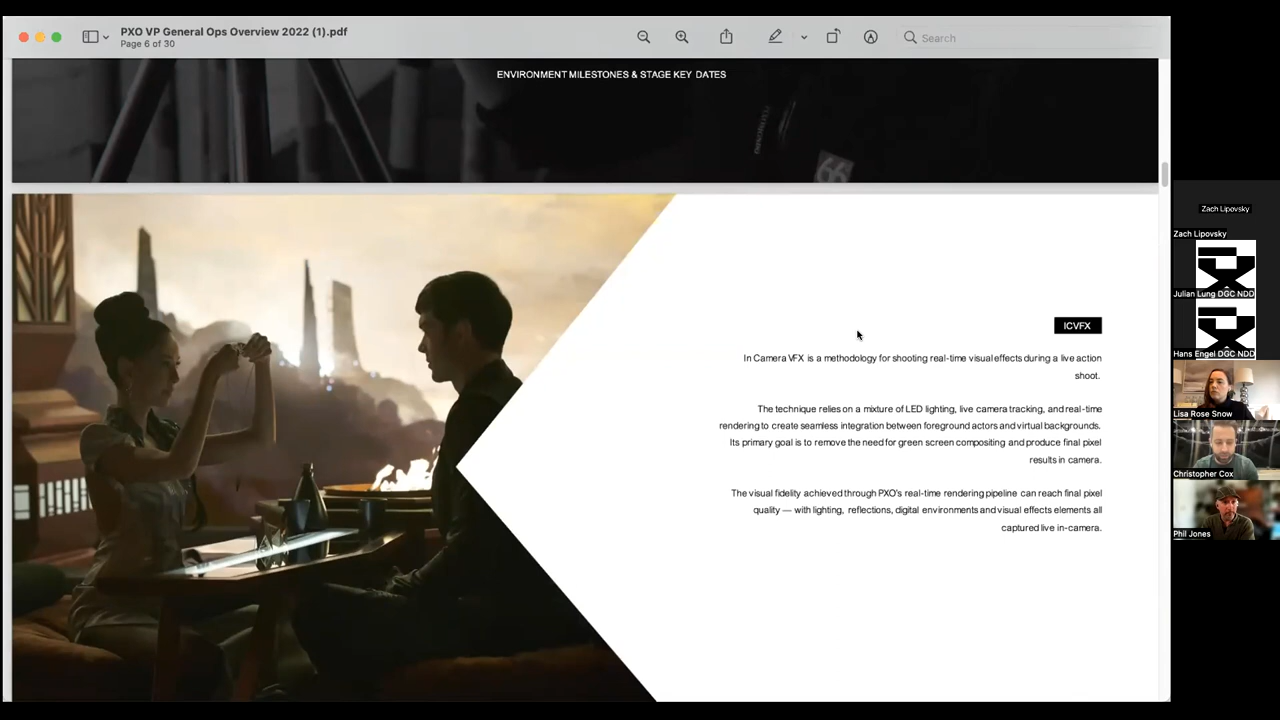 PXO VP General Ops Overview 2022 (1).pdf
Page 6 of 30
Search
ENVIRONMENT MILESTONES & STAGE KEY DATES
66
ICVFX
In Camera VFX is a methodology for shooting real-time visual effects during a live action
shoot.
The technique relies on a mixture of LED lighting, live camera tracking, and real-time
rendering to create seamless integration between foreground actors and virtual backgrounds.
Its primary goal is to remove the need for green screen compositing and produce final pixel
results in camera.
The visual fidelity achieved through PXO's real-time rendering pipeline can reach final pixel
quality — with lighting, reflections, digital environments and visual effects elements all
captured live in-camera.
Zach Lipovsky
Zach Lipovsky
Julian Lung DGC NDD
Hans Engel DGC NDD
Lisa Rose Snow
Christopher Cox
Phil Jones